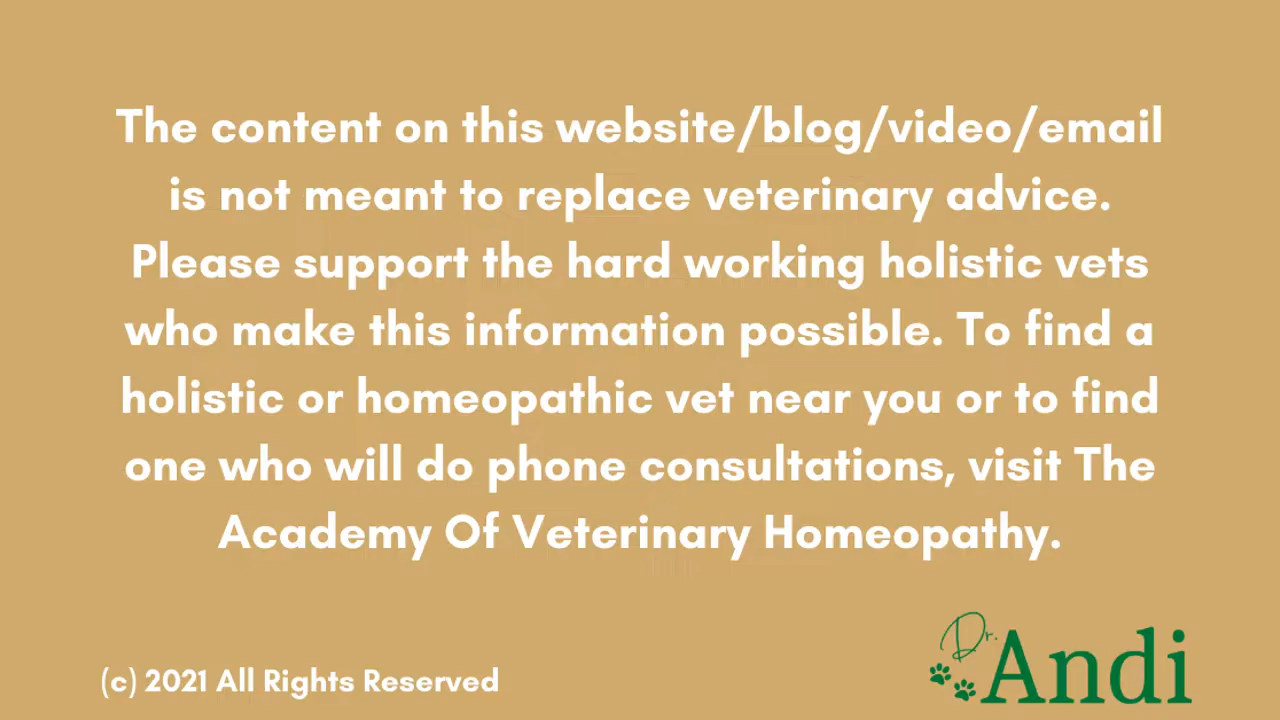 The content on this website/blog/video/email
is not meant to replace veterinary advice.
Please support the hard working holistic vets
who make this information possible. To find a
holistic or homeopathic vet near you or to find
one who will do phone consultations, visit The
Academy Of Veterinary Homeopathy.
(c) 2021 All Rights Reserved
Dr. Andi